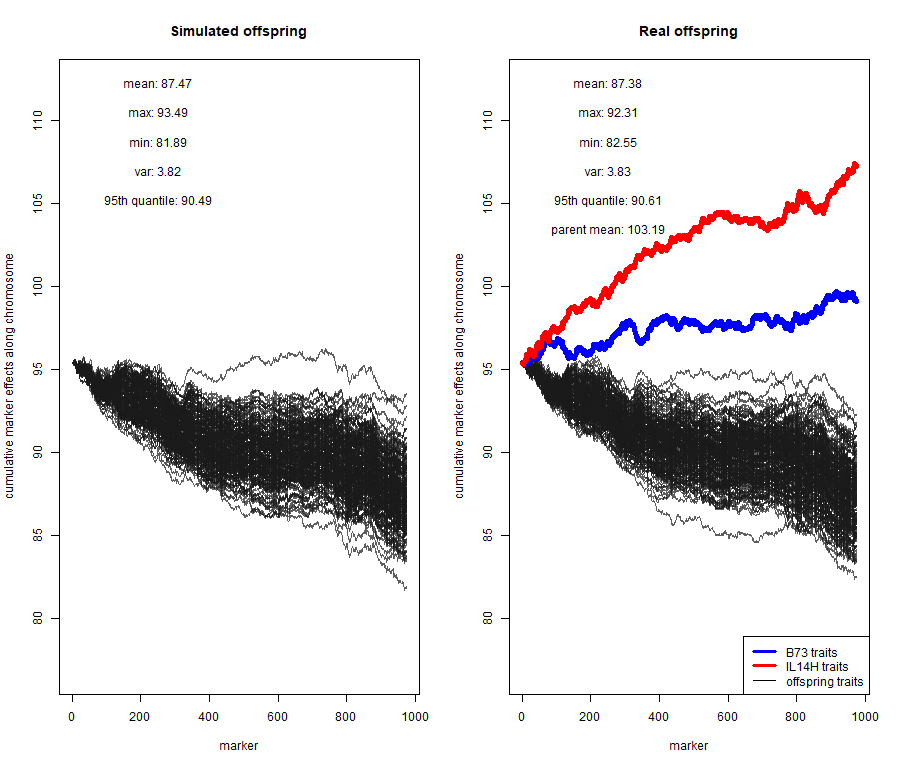 Simulated offspring
mean: 87.47
max: 93.49
min: 81.89
var: 3.82
95th quantile: 90.49
cumulative marker effects along chromosome
110
105
100
95
90
85
80
0
200
400
600
800
1000
marker
Real offspring
mean: 87.38
max: 92.31
min: 82.55
var: 3.83
95th quantile: 90.61
parent mean: 103.19
cumulative marker effects along chromosome
110
105
100
95
90
85
80
B73 traits
IL14H traits
offspring traits
0
200
400
600
800
1000
marker